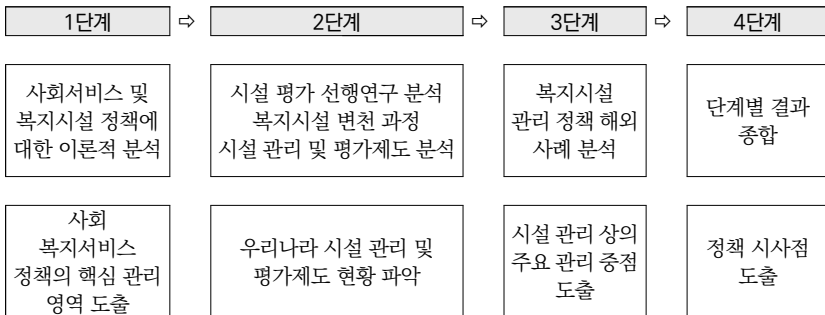 1단계 ⇨ 2단계 ⇨ 3단계 ⇨ 4단계
사회서비스 및
복지시설 정책에
대한 이론적 분석
시설 평가 선행연구 분석
복지시설 변천 과정
시설 관리 및 평가제도 분석
복지시설
관리 정책 해외
사례 분석
단계별 결과
종합
사회
복지서비스
정책의 핵심 관리
영역 도출
우리나라 시설 관리 및
평가제도 현황 파악
시설 관리 상의
주요 관리 중점
도출
정책 시사점
도출